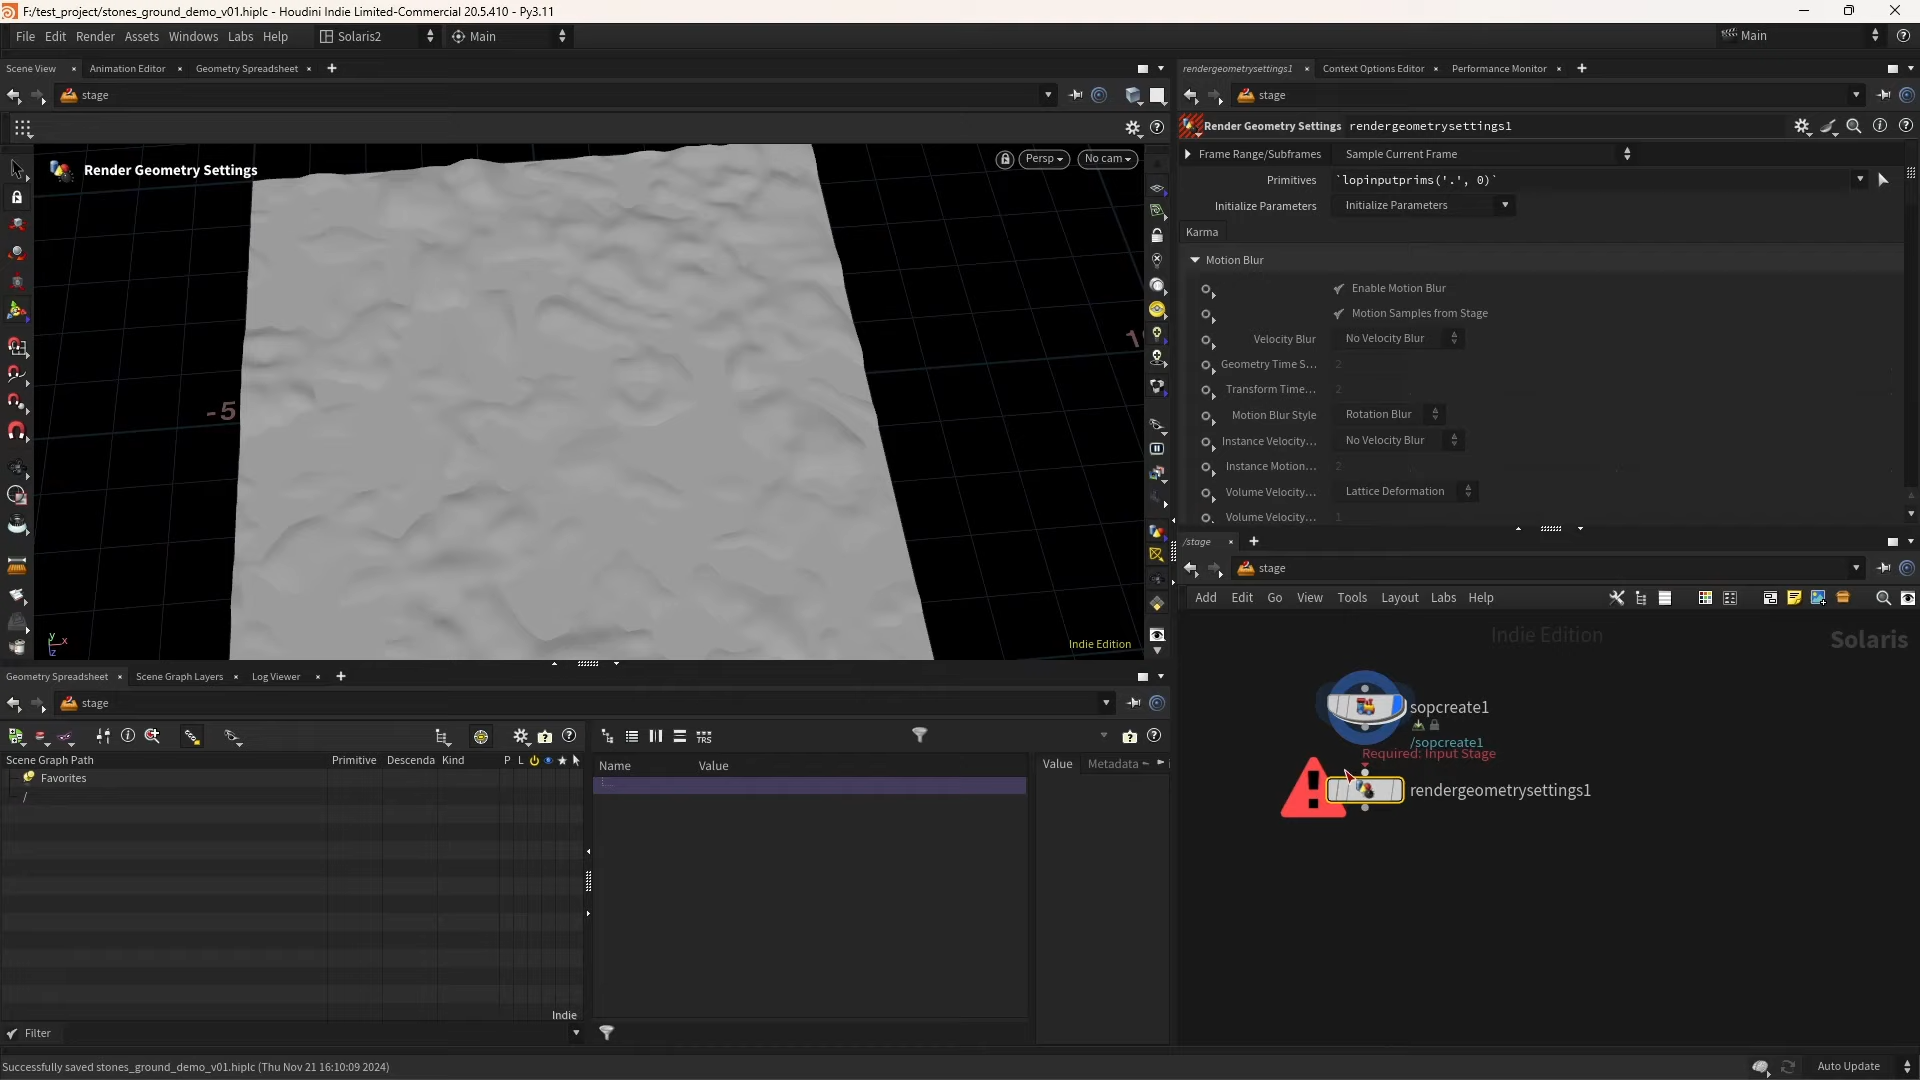 F:/test_project/stones_ground_demo_v01.hiplc - Houdini Indie Limited-Commercial 20.5.410 - Py3.11
File Edit Render Assets Windows Labs Help Solaris2 Main Main
Scene View Animation Editor Geometry Spreadsheet
stage
Render Geometry Settings
Persp No cam
-5
Indie Edition
rendergeometrysettings1 Context Options Editor Performance Monitor
stage
Render Geometry Settings rendergeometrysettings1
Frame Range/Subframes Sample Current Frame
Primitives `lopinputprims('.', 0)`
Initialize Parameters Initialize Parameters
Karma
Motion Blur
Enable Motion Blur
Motion Samples from Stage
Velocity Blur No Velocity Blur
Geometry Time S... 2
Transform Time... 2
Motion Blur Style Rotation Blur
Instance Velocity... No Velocity Blur
Instance Motion... 2
Volume Velocity... Lattice Deformation
Volume Velocity... 1
/stage
stage
Add Edit Go View Tools Layout Labs Help
Indie Edition
Solaris
sopcreate1
/sopcreate1
Required: Input Stage
rendergeometrysettings1
Geometry Spreadsheet Scene Graph Layers Log Viewer
stage
Scene Graph Path Primitive Descenda Kind P L
Favorites
/
Indie
Filter
TRS
Name Value
Value Metadata
Successfully saved stones_ground_demo_v01.hiplc (Thu Nov 21 16:10:09 2024)
Auto Update